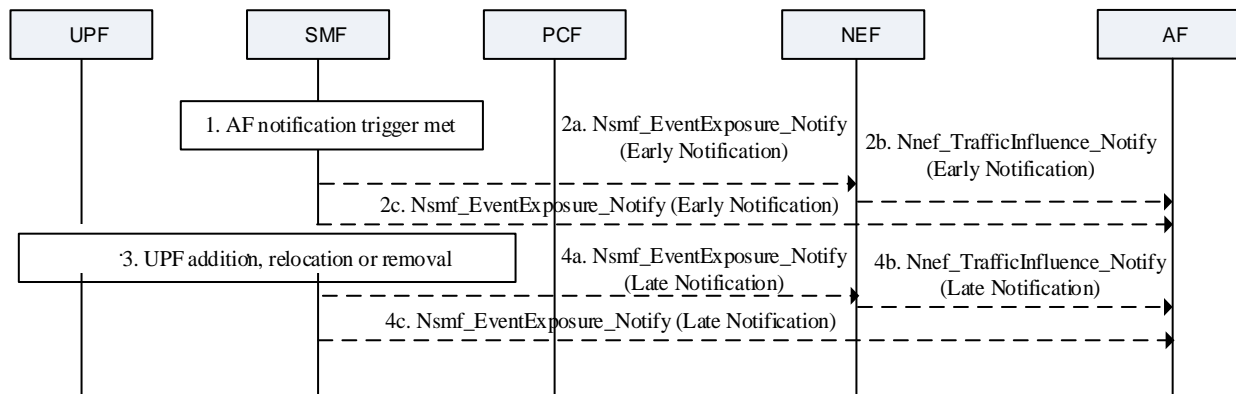 UPF
SMF
PCF
NEF
AF
1. AF notification trigger met
2a. Nsmf_EventExposure_Notify
(Early Notification)
2b. Nnef_TrafficInfluence_Notify
(Early Notification)
2c. Nsmf_EventExposure_Notify (Early Notification)
3. UPF addition, relocation or removal
4a. Nsmf_EventExposure_Notify
(Late Notification)
4b. Nnef_TrafficInfluence_Notify
(Late Notification)
4c. Nsmf_EventExposure_Notify (Late Notification)